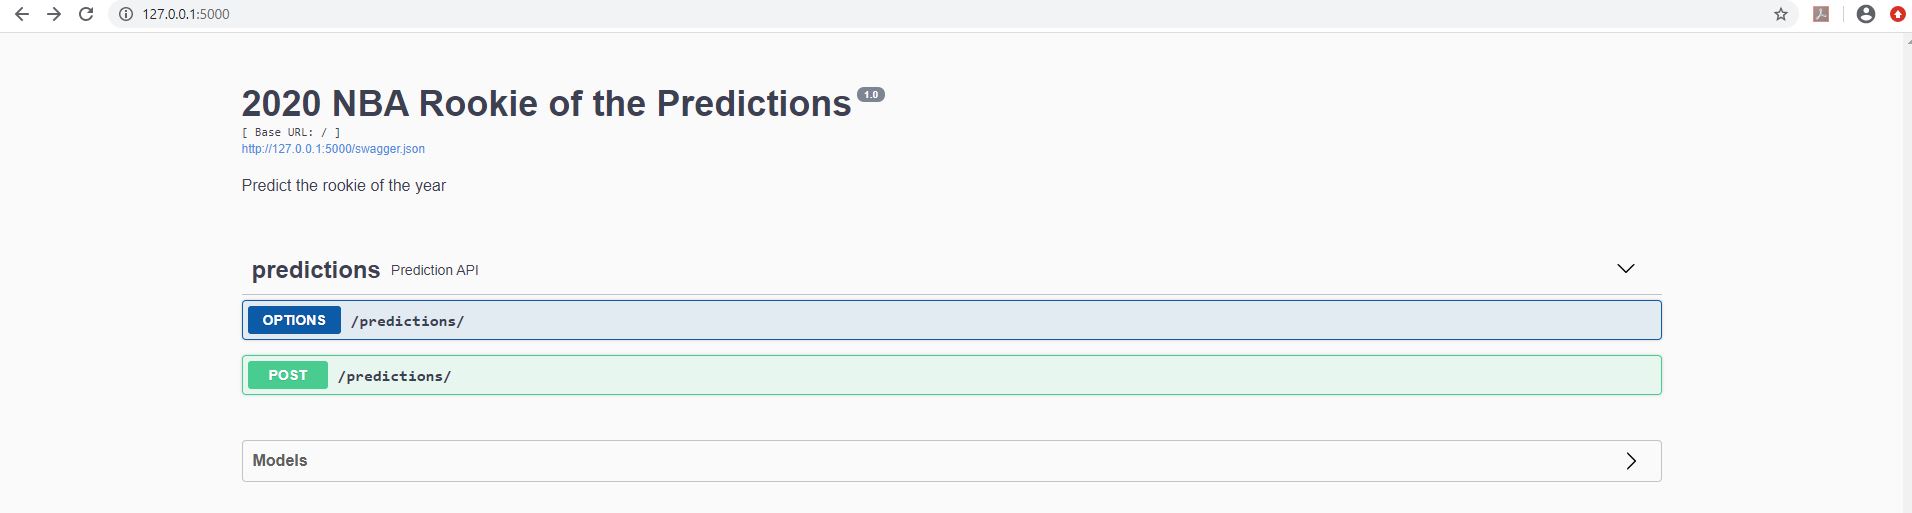 127.0.0.1:5000
2020 NBA Rookie of the Predictions 1.0
[ Base URL: / ]
http://127.0.0.1:5000/swagger.json
Predict the rookie of the year
predictions Prediction API
OPTIONS /predictions/
POST /predictions/
Models